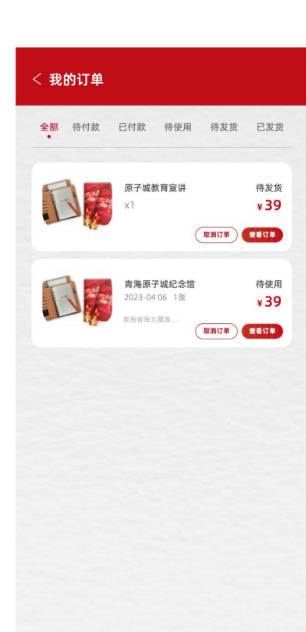 我的订单
全部 待付款 已付款 待使用 待发货 已发货
原子城教育宣讲 待发货
x1 ¥39
取消订单 查看订单
青海原子城纪念馆 待使用
2023-04 06 1张 ¥39
青海省海北藏族....
取消订单 查看订单